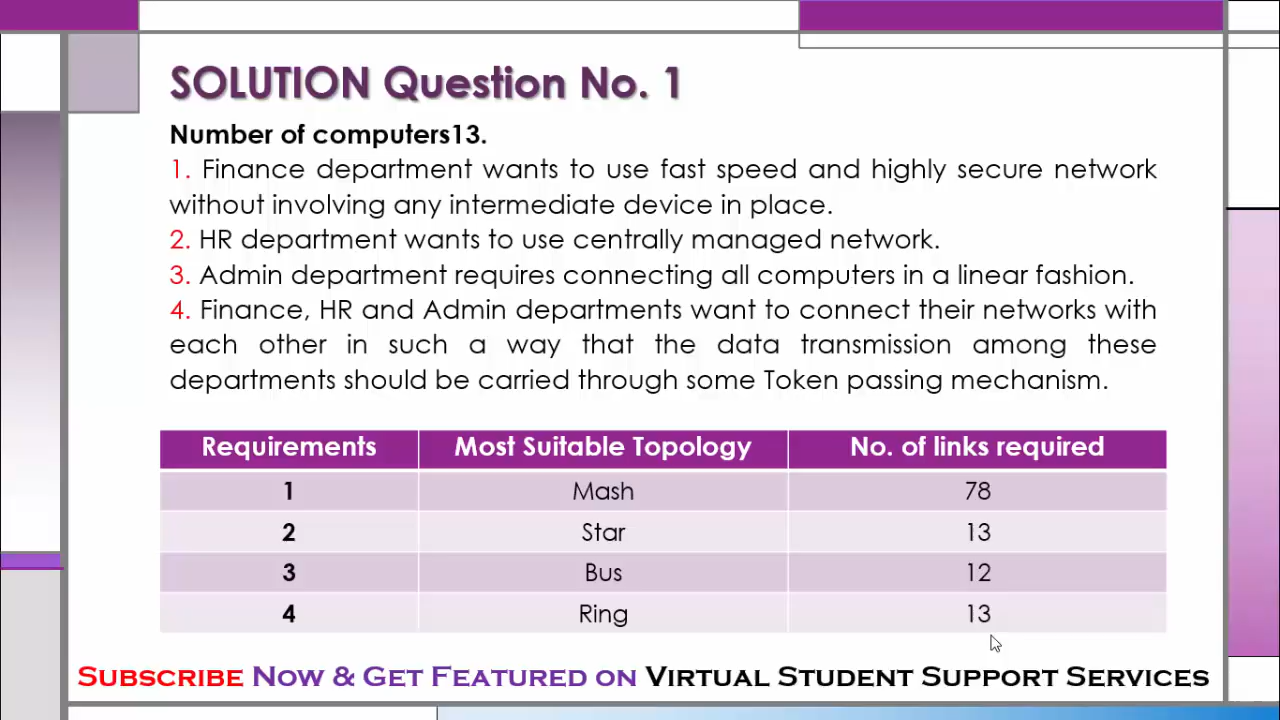 SOLUTION Question No. 1
Number of computers13.
1. Finance department wants to use fast speed and highly secure network
without involving any intermediate device in place.
2. HR department wants to use centrally managed network.
3. Admin department requires connecting all computers in a linear fashion.
4. Finance, HR and Admin departments want to connect their networks with
each other in such a way that the data transmission among these
departments should be carried through some Token passing mechanism.
Requirements Most Suitable Topology No. of links required
1 Mash 78
2 Star 13
3 Bus 12
4 Ring 13
SUBSCRIBE NOW & GET FEATURED ON VIRTUAL STUDENT SUPPORT SERVICES